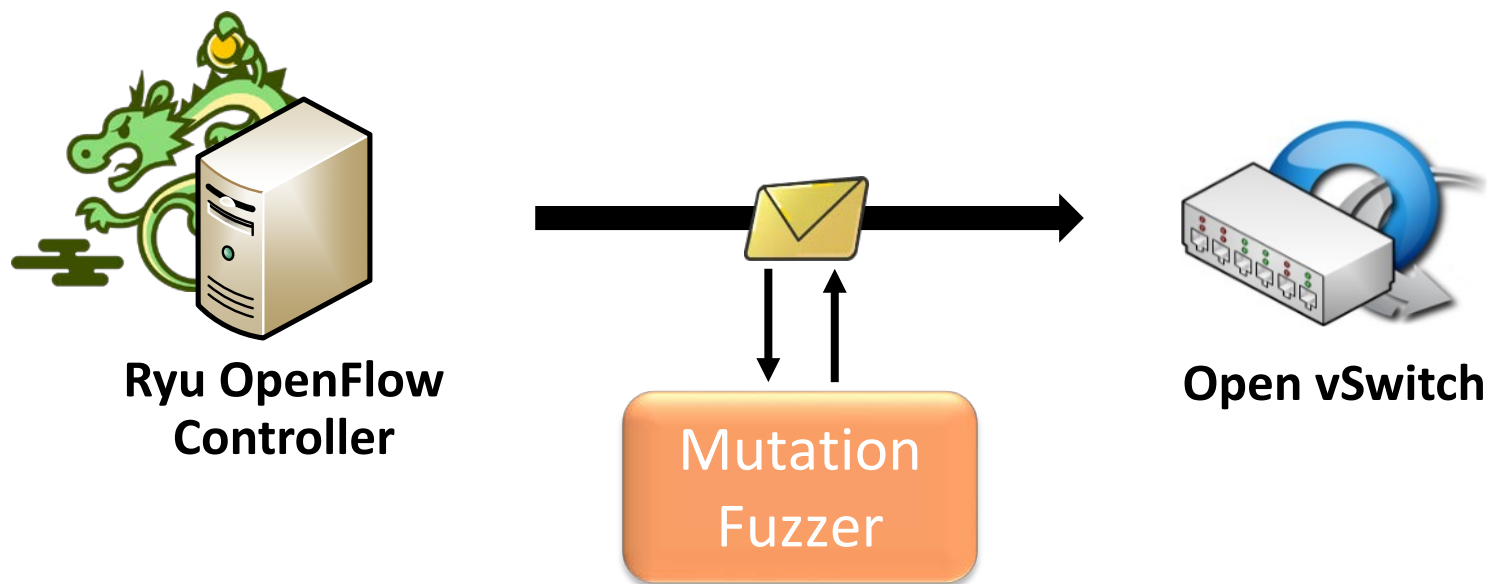 Ryu OpenFlow
Controller
Mutation
Fuzzer
Open vSwitch